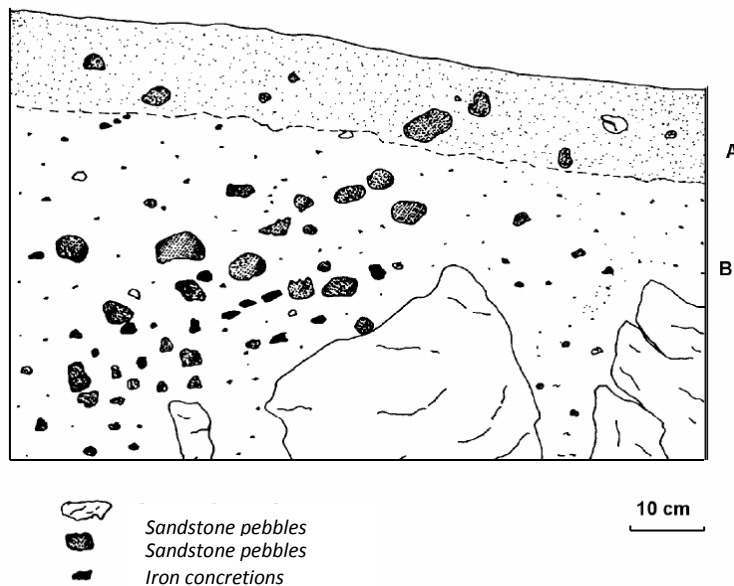 A
B
10 cm
Sandstone pebbles
Sandstone pebbles
Iron concretions